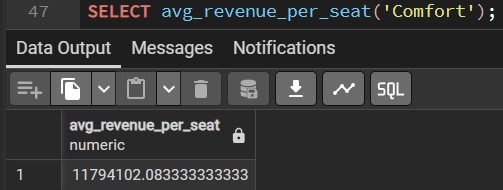 47 SELECT avg_revenue_per_seat('Comfort');
Data Output Messages Notifications
SQL
avg_revenue_per_seat
numeric
1 11794102.083333333333